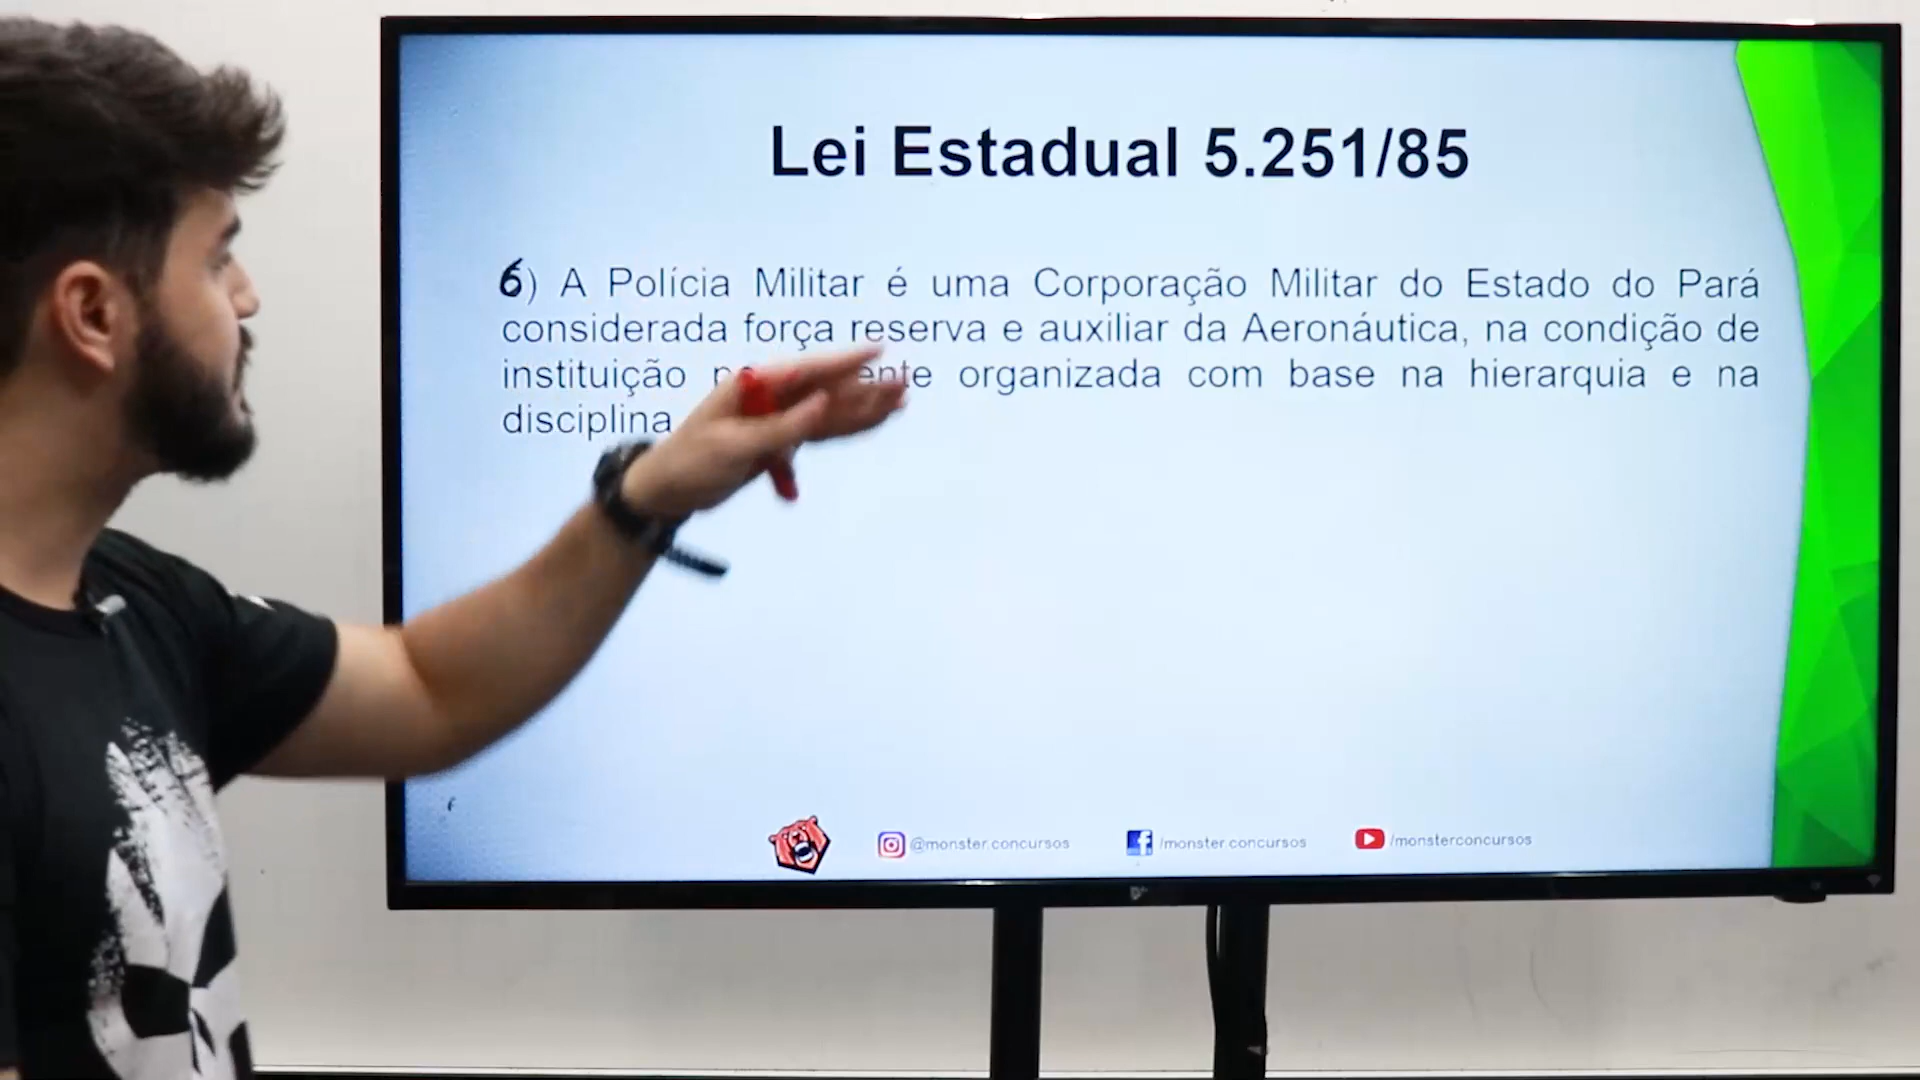 Lei Estadual 5.251/85
6) A Polícia Militar é uma Corporação Militar do Estado do Pará
considerada força reserva e auxiliar da Aeronáutica, na condição de
instituição organizada com base na hierarquia e na
disciplina
@monster.concursos /monster.concursos /monsterconcursos